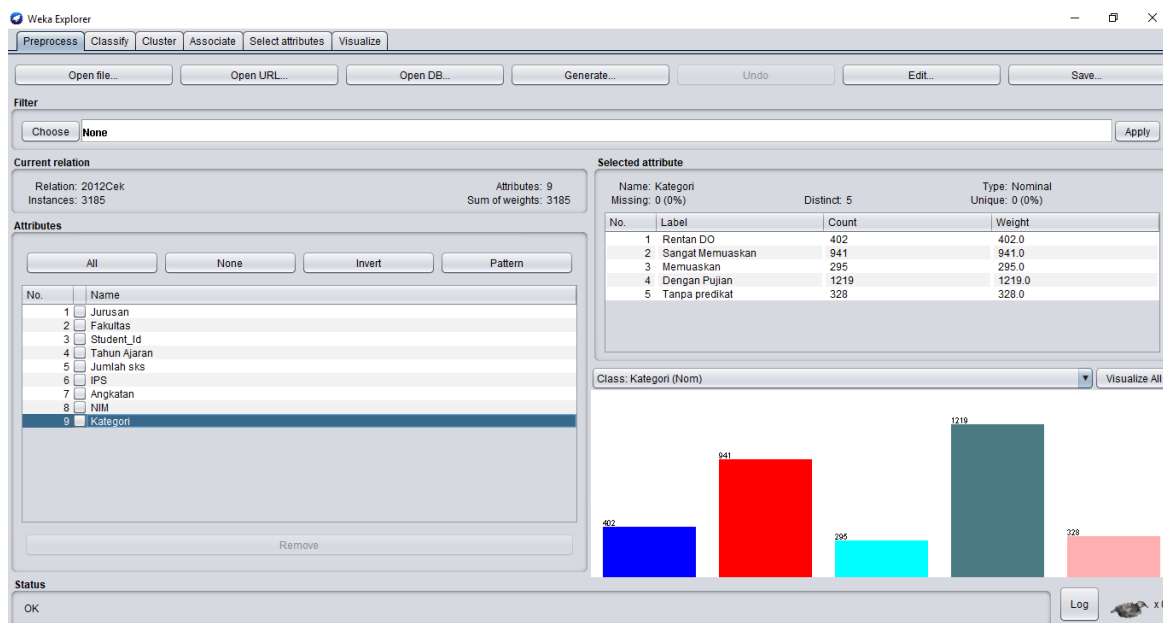 Weka Explorer
Preprocess Classify Cluster Associate Select attributes Visualize
Open file... Open URL... Open DB... Generate... Undo Edit... Save...
Filter
Choose None Apply
Current relation
Relation: 2012Cek Attributes: 9
Instances: 3185 Sum of weights: 3185
Attributes
All None Invert Pattern
No. Name
1 Jurusan
2 Fakultas
3 Student_Id
4 Tahun Ajaran
5 Jumlah sks
6 IPS
7 Angkatan
8 NIM
9 Kategori
Remove
Selected attribute
Name: Kategori Type: Nominal
Missing: 0 (0%) Distinct: 5 Unique: 0 (0%)
No. Label Count Weight
1 Rentan DO 402 402.0
2 Sangat Memuaskan 941 941.0
3 Memuaskan 295 295.0
4 Dengan Pujian 1219 1219.0
5 Tanpa predikat 328 328.0
Class: Kategori (Nom) Visualize All
402 941 295 1219 328
Status
OK Log x 0